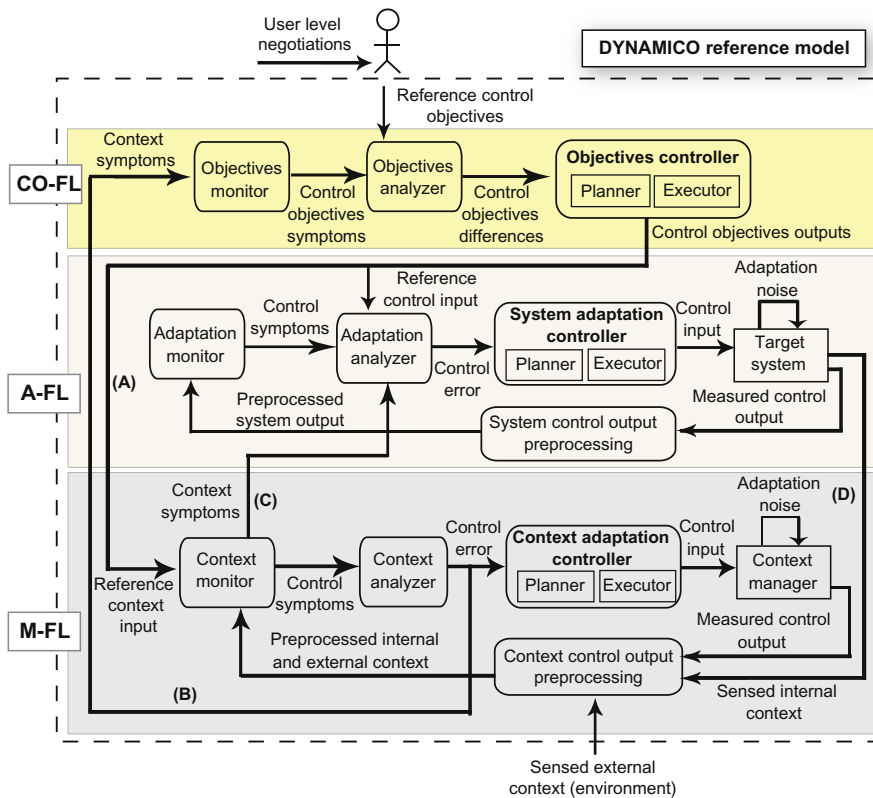 User level
negotiations
DYNAMICO reference model
Reference control
objectives
Context
symptoms
CO-FL
Objectives
monitor
Control
objectives
symptoms
Objectives
analyzer
Control
objectives
differences
Objectives controller
Planner
Executor
Control objectives outputs
Reference
control input
Adaptation
noise
A-FL
(A)
Adaptation
monitor
Control
symptoms
Adaptation
analyzer
Control
error
System adaptation
controller
Planner
Executor
Control
input
Target
system
Preprocessed
system output
System control output
preprocessing
Measured control
output
Context
symptoms
(C)
(D)
Adaptation
noise
M-FL
Reference
context
input
Context
monitor
Control
symptoms
Context
analyzer
Control
error
Context adaptation
controller
Planner
Executor
Control
input
Context
manager
Measured control
output
Preprocessed internal
and external context
Context control output
preprocessing
Sensed internal
context
(B)
Sensed external
context (environment)